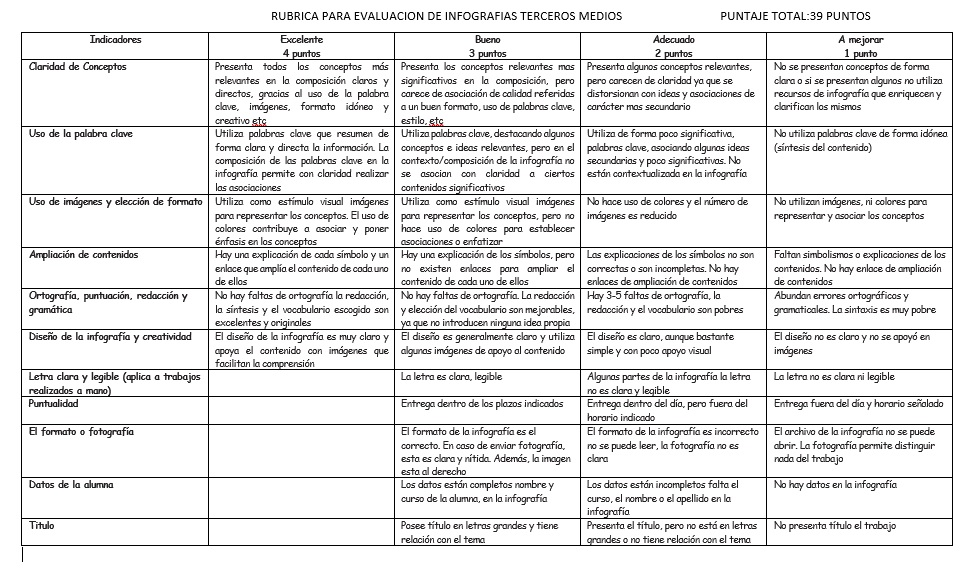 RUBRICA PARA EVALUACION DE INFOGRAFIAS TERCEROS MEDIOS PUNTAJE TOTAL:39 PUNTOS
Indicadores
Excelente
4 puntos
Bueno
3 puntos
Adecuado
2 puntos
A mejorar
1 punto
Claridad de Conceptos
Presenta todos los conceptos más
relevantes en la composición claros y
directos, gracias al uso de la palabra
clave, imágenes, formato idóneo y
creativo etc
Presenta los conceptos relevantes mas
significativos en la composición, pero
carece de asociación de calidad referidas
a un buen formato, uso de palabras clave,
estilo, etc
Presenta algunos conceptos relevantes,
pero carecen de claridad ya que se
distorsionan con ideas y asociaciones de
carácter mas secundario
No se presentan conceptos de forma
clara o si se presentan algunos no utiliza
recursos de infografía que enriquecen y
clarifican los mismos
Uso de la palabra clave
Utiliza palabras clave que resumen de
forma clara y directa la información. La
composición de las palabras clave en la
infografía permite con claridad realizar
las asociaciones
Utiliza palabras clave, destacando algunos
conceptos e ideas relevantes, pero en el
contexto/composición de la infografía no
se asocian con claridad a ciertos
contenidos significativos
Utiliza de forma poco significativa,
palabras clave, asociando algunas ideas
secundarias y poco significativas. No
están contextualizada en la infografía
No utiliza palabras clave de forma idónea
(síntesis del contenido)
Uso de imágenes y elección de formato
Utiliza como estímulo visual imágenes
para representar los conceptos. El uso de
colores contribuye a asociar y poner
énfasis en los conceptos
Utiliza como estímulo visual imágenes
para representar los conceptos, pero no
hace uso de colores para establecer
asociaciones o enfatizar
No hace uso de colores y el número de
imágenes es reducido
No utilizan imágenes, ni colores para
representar y asociar los conceptos
Ampliación de contenidos
Hay una explicación de cada símbolo y un
enlace que amplía el contenido de cada uno
de ellos
Hay una explicación de los símbolos, pero
no existen enlaces para ampliar el
contenido de cada uno de ellos
Las explicaciones de los símbolos no son
correctas o son incompletas. No hay
enlaces de ampliación de contenidos
Faltan simbolismos o explicaciones de los
contenidos. No hay enlace de ampliación
de contenidos
Ortografía, puntuación, redacción y
gramática
No hay faltas de ortografía la redacción,
la síntesis y el vocabulario escogido son
excelentes y originales
No hay faltas de ortografía. La redacción
y elección del vocabulario son mejorables,
ya que no introducen ninguna idea propia
Hay 3-5 faltas de ortografía, la
redacción y el vocabulario son pobres
Abundan errores ortográficos y
gramaticales. La sintaxis es muy pobre
Diseño de la infografía y creatividad
El diseño de la infografía es muy claro y
apoya el contenido con imágenes que
facilitan la comprensión
El diseño es generalmente claro y utiliza
algunas imágenes de apoyo al contenido
El diseño es claro, aunque bastante
simple y con poco apoyo visual
El diseño no es claro y no se apoyó en
imágenes
Letra clara y legible (aplica a trabajos
realizados a mano)
La letra es clara, legible
Algunas partes de la infografía la letra
no es clara y legible
La letra no es clara ni legible
Puntualidad
Entrega dentro de los plazos indicados
Entrega dentro del día, pero fuera del
horario indicado
Entrega fuera del día y horario señalado
El formato o fotografía
El formato de la infografía es el
correcto. En caso de enviar fotografía,
esta es clara y nítida. Además, la imagen
esta al derecho
El formato de la infografía es incorrecto
no se puede leer, la fotografía no es
clara
El archivo de la infografía no se puede
abrir. La fotografía permite distinguir
nada del trabajo
Datos de la alumna
Los datos están completos nombre y
curso de la alumna, en la infografía
Los datos están incompletos falta el
curso, el nombre o el apellido en la
infografía
No hay datos en la infografía
Titulo
Posee título en letras grandes y tiene
relación con el tema
Presenta el título, pero no está en letras
grandes o no tiene relación con el tema
No presenta título el trabajo